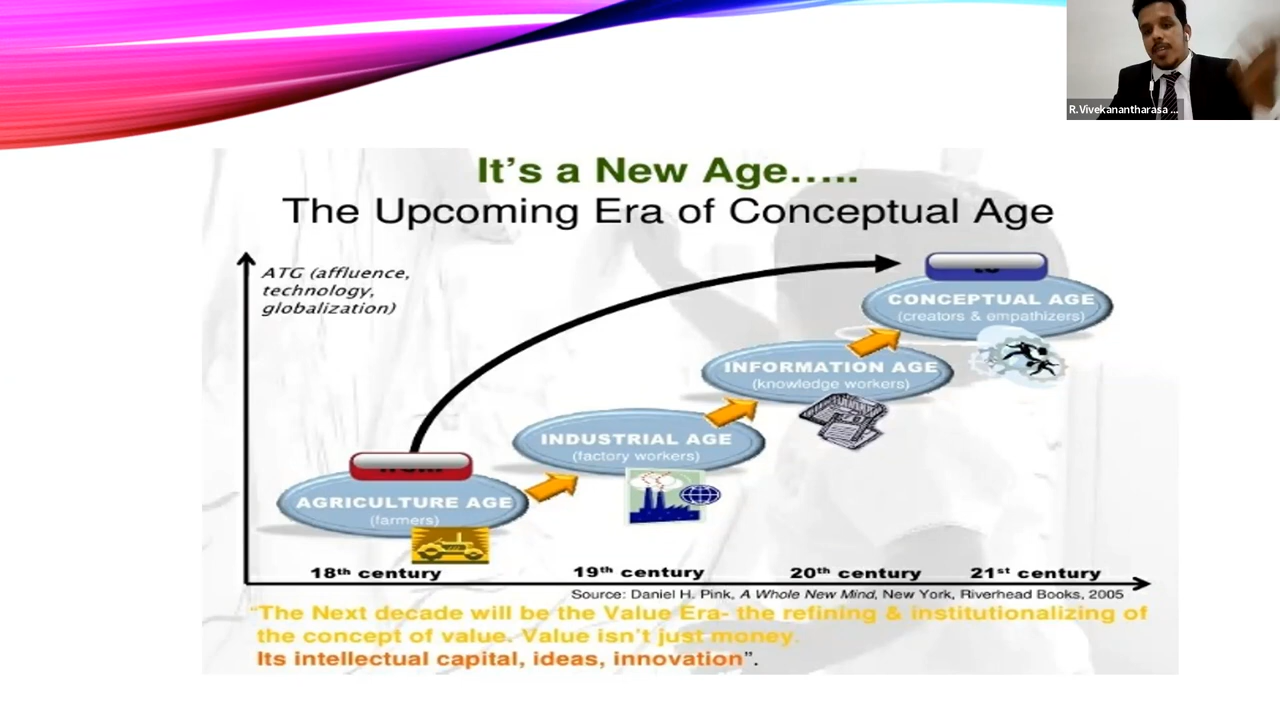 R.Vivekanantharasa ...
It's a New Age.....
The Upcoming Era of Conceptual Age
ATG (affluence,
technology,
globalization)
CONCEPTUAL AGE
(creators & empathizers)
INFORMATION AGE
(knowledge workers)
INDUSTRIAL AGE
(factory workers)
AGRICULTURE AGE
(farmers)
18th century 19th century 20th century 21st century
Source: Daniel H. Pink, A Whole New Mind, New York, Riverhead Books, 2005
"The Next decade will be the Value Era- the refining & institutionalizing of
the concept of value. Value isn't just money.
Its intellectual capital, ideas, innovation".